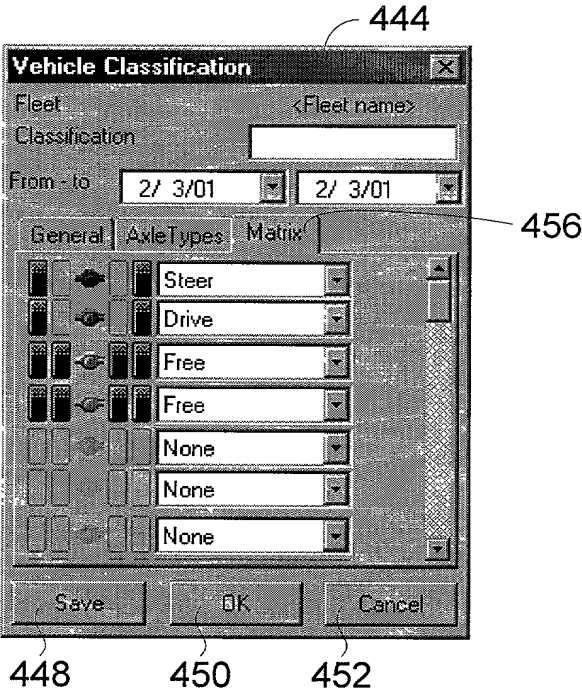 444
Vehicle Classification
Fleet <Fleet name>
Classification
From - to 2/ 3/01 2/ 3/01
General AxleTypes Matrix
456
Steer
Drive
Free
Free
None
None
None
Save OK Cancel
448 450 452